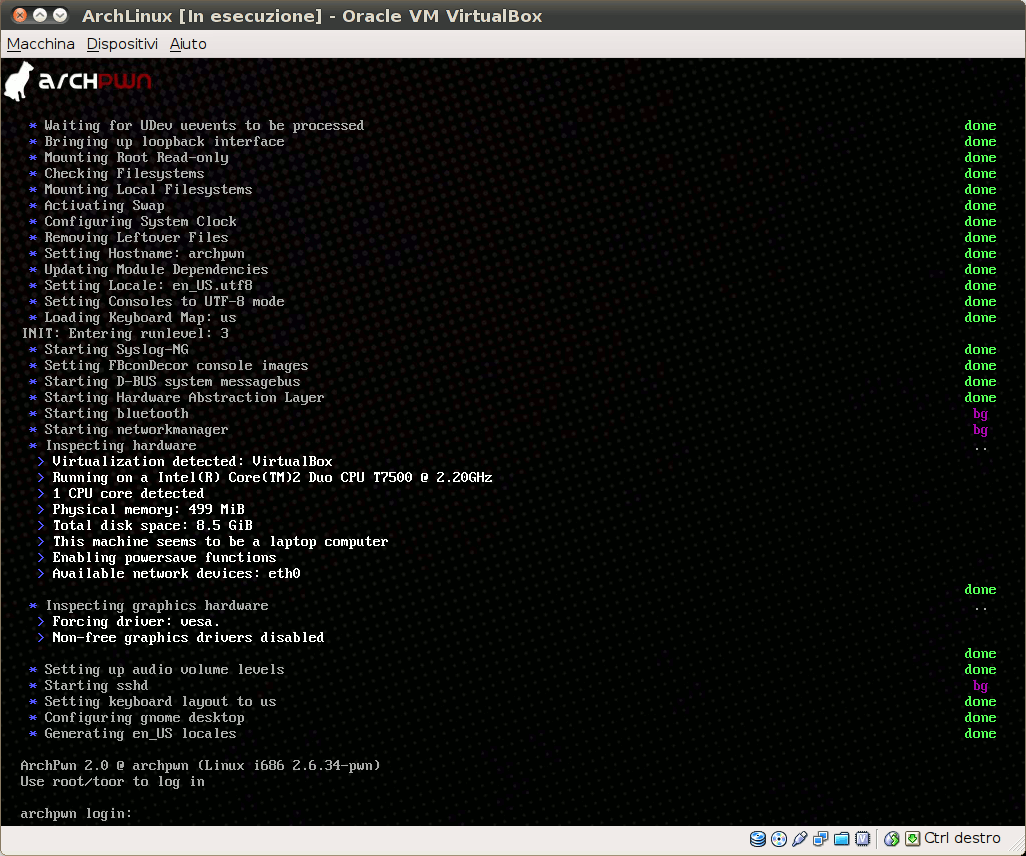 ArchLinux [In esecuzione] - Oracle VM VirtualBox
Macchina Dispositivi Aiuto
archpwn
* Waiting for UDev uevents to be processed done
* Bringing up loopback interface done
* Mounting Root Read-only done
* Checking Filesystems done
* Mounting Local Filesystems done
* Activating Swap done
* Configuring System Clock done
* Removing Leftover Files done
* Setting Hostname: archpwn done
* Updating Module Dependencies done
* Setting Locale: en_US.utf8 done
* Setting Consoles to UTF-8 mode done
* Loading Keyboard Map: us done
INIT: Entering runlevel: 3
* Starting Syslog-NG done
* Setting FBconDecor console images done
* Starting D-BUS system messagebus done
* Starting Hardware Abstraction Layer done
* Starting bluetooth bg
* Starting networkmanager bg
* Inspecting hardware ..
> Virtualization detected: VirtualBox
> Running on a Intel(R) Core(TM)2 Duo CPU T7500 @ 2.20GHz
> 1 CPU core detected
> Physical memory: 499 MiB
> Total disk space: 8.5 GiB
> This machine seems to be a laptop computer
> Enabling powersave functions
> Available network devices: eth0
done
* Inspecting graphics hardware ..
> Forcing driver: vesa.
> Non-free graphics drivers disabled
done
* Setting up audio volume levels done
* Starting sshd bg
* Setting keyboard layout to us done
* Configuring gnome desktop done
* Generating en_US locales done
ArchPwn 2.0 @ archpwn (Linux i686 2.6.34-pwn)
Use root/toor to log in
archpwn login:
Ctrl destro